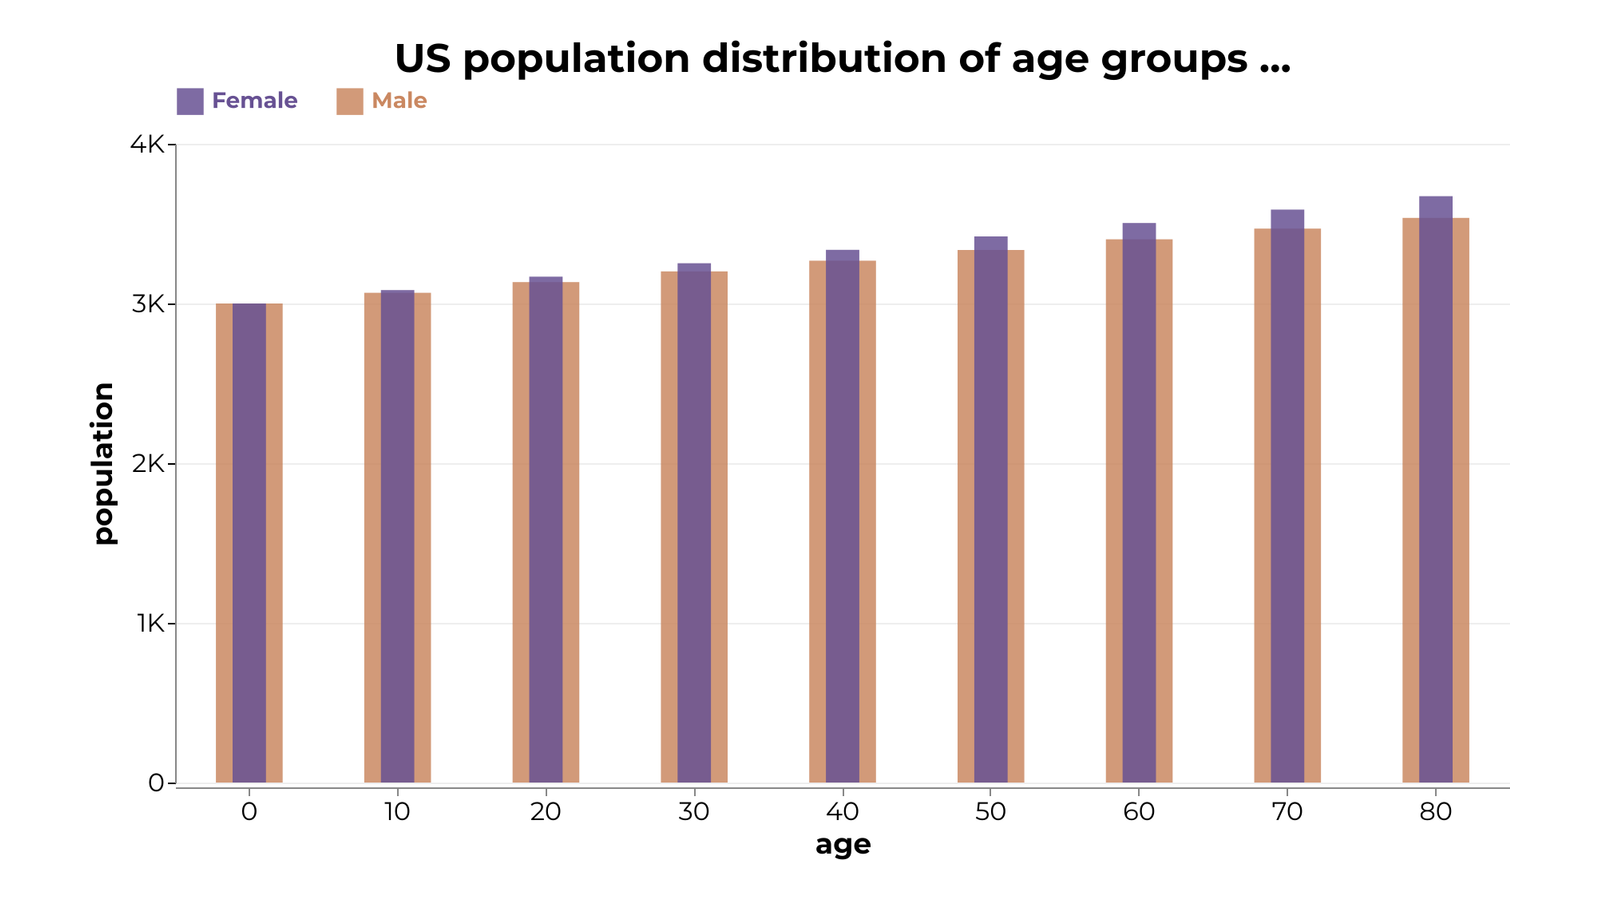 US population distribution of age groups ...
Female
Male
4K
3K
2K
1K
0
population
0
10
20
30
40
50
60
70
80
age